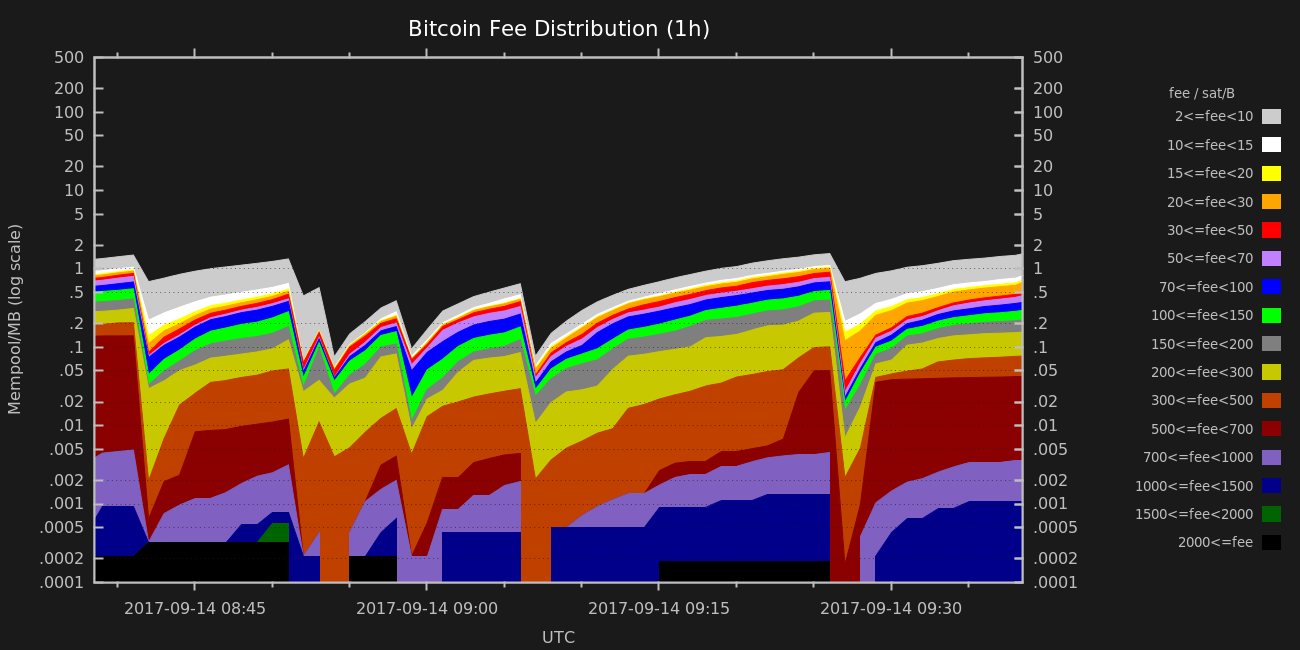 Bitcoin Fee Distribution (1h)
Mempool/MB (log scale)
500
200
100
50
20
10
5
2
1
.5
.2
.1
.05
.02
.01
.005
.002
.001
.0005
.0002
.0001
500
200
100
50
20
10
5
2
1
.5
.2
.1
.05
.02
.01
.005
.002
.001
.0005
.0002
.0001
2017-09-14 08:45
2017-09-14 09:00
2017-09-14 09:15
2017-09-14 09:30
UTC
fee / sat/B
2<=fee<10
10<=fee<15
15<=fee<20
20<=fee<30
30<=fee<50
50<=fee<70
70<=fee<100
100<=fee<150
150<=fee<200
200<=fee<300
300<=fee<500
500<=fee<700
700<=fee<1000
1000<=fee<1500
1500<=fee<2000
2000<=fee